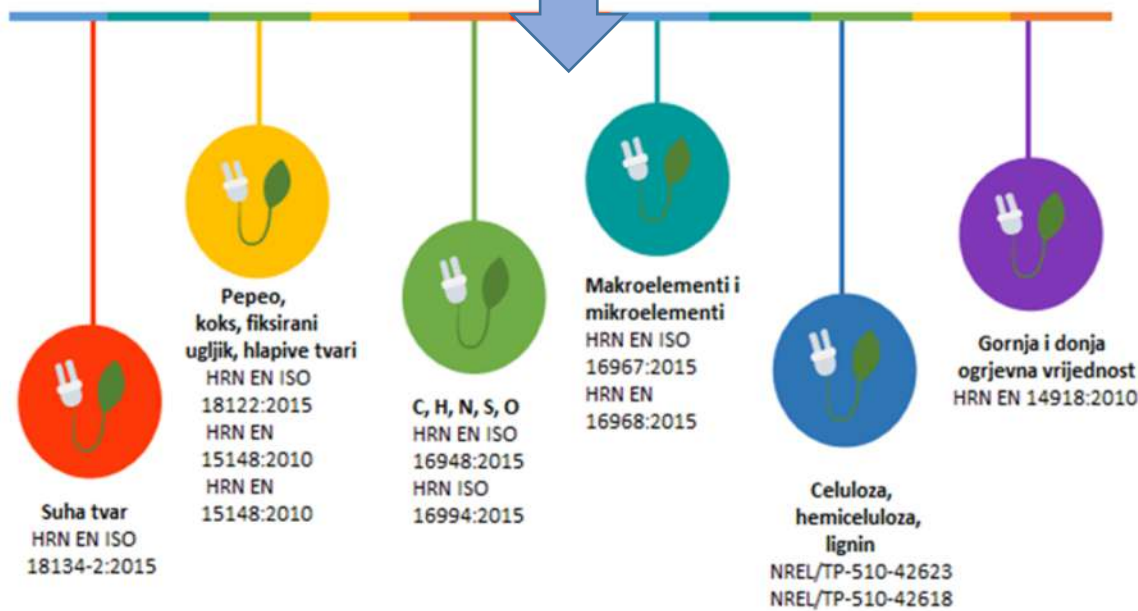 Suha tvar
HRN EN ISO
18134-2:2015
Pepeo,
koks, fiksirani
ugljik, hlapive tvari
HRN EN ISO
18122:2015
HRN EN
15148:2010
HRN EN
15148:2010
C, H, N, S, O
HRN EN ISO
16948:2015
HRN ISO
16994:2015
Makroelementi i
mikroelementi
HRN EN ISO
16967:2015
HRN EN
16968:2015
Celuloza,
hemiceluloza,
lignin
NREL/TP-510-42623
NREL/TP-510-42618
Gornja i donja
ogrjevna vrijednost
HRN EN 14918:2010